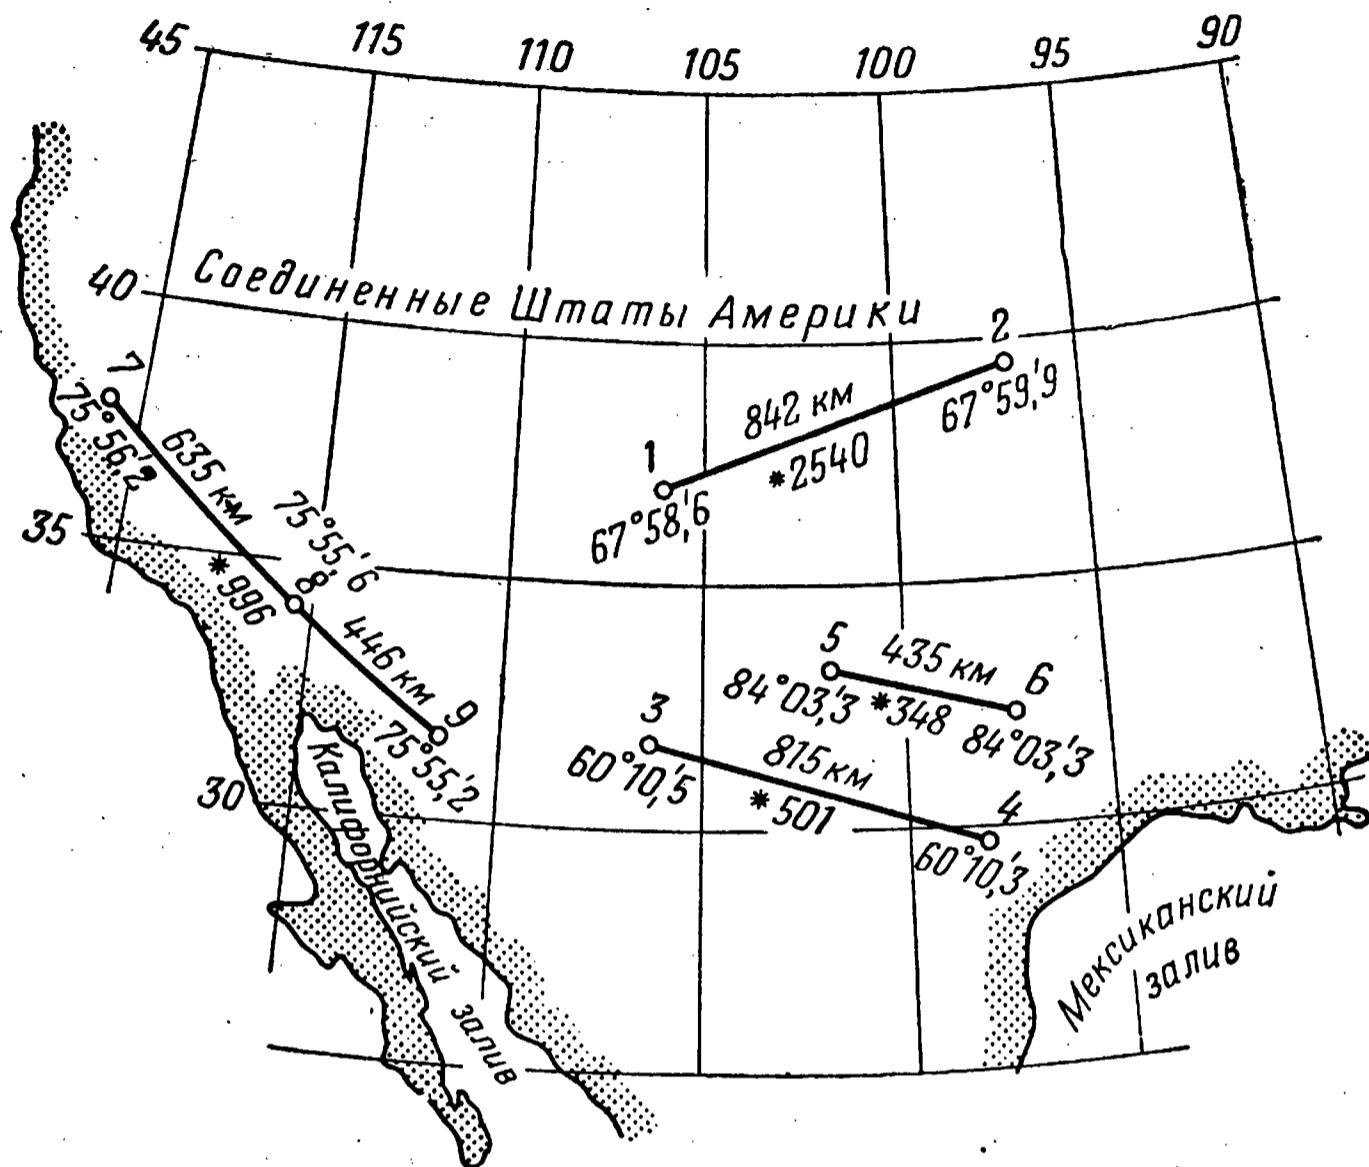 45 115 110 105 100 95 90
Соединенные Штаты Америки
40
2
842 км
67°59,'9
*2540
1
67°58,'6
7
75°56,'2
635 км
75°55,'6
*996
8
35
446 км
9
75°55,'2
5
435 км
6
84°03,'3
*348
84°03,'3
3
815 км
60°10,'5
*501
4
60°10,'3
30
Калифорнийский залив
Мексиканский
залив